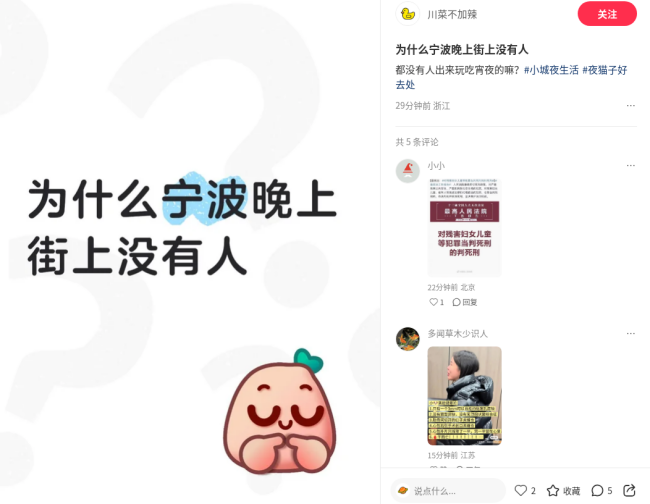 为什么宁波晚上
街上没有人
川菜不加辣
关注
为什么宁波晚上街上没有人
都没有人出来玩吃宵夜的嘛? #小城夜生活 #夜猫子好
去处
29分钟前 浙江
共 5 条评论
小小
最高人民法院
对残害妇女儿童
等犯罪当判死刑
的判死刑
22分钟前 北京
1 回复
多闻草木少识人
15分钟前 江苏
说点什么...
2 收藏 5